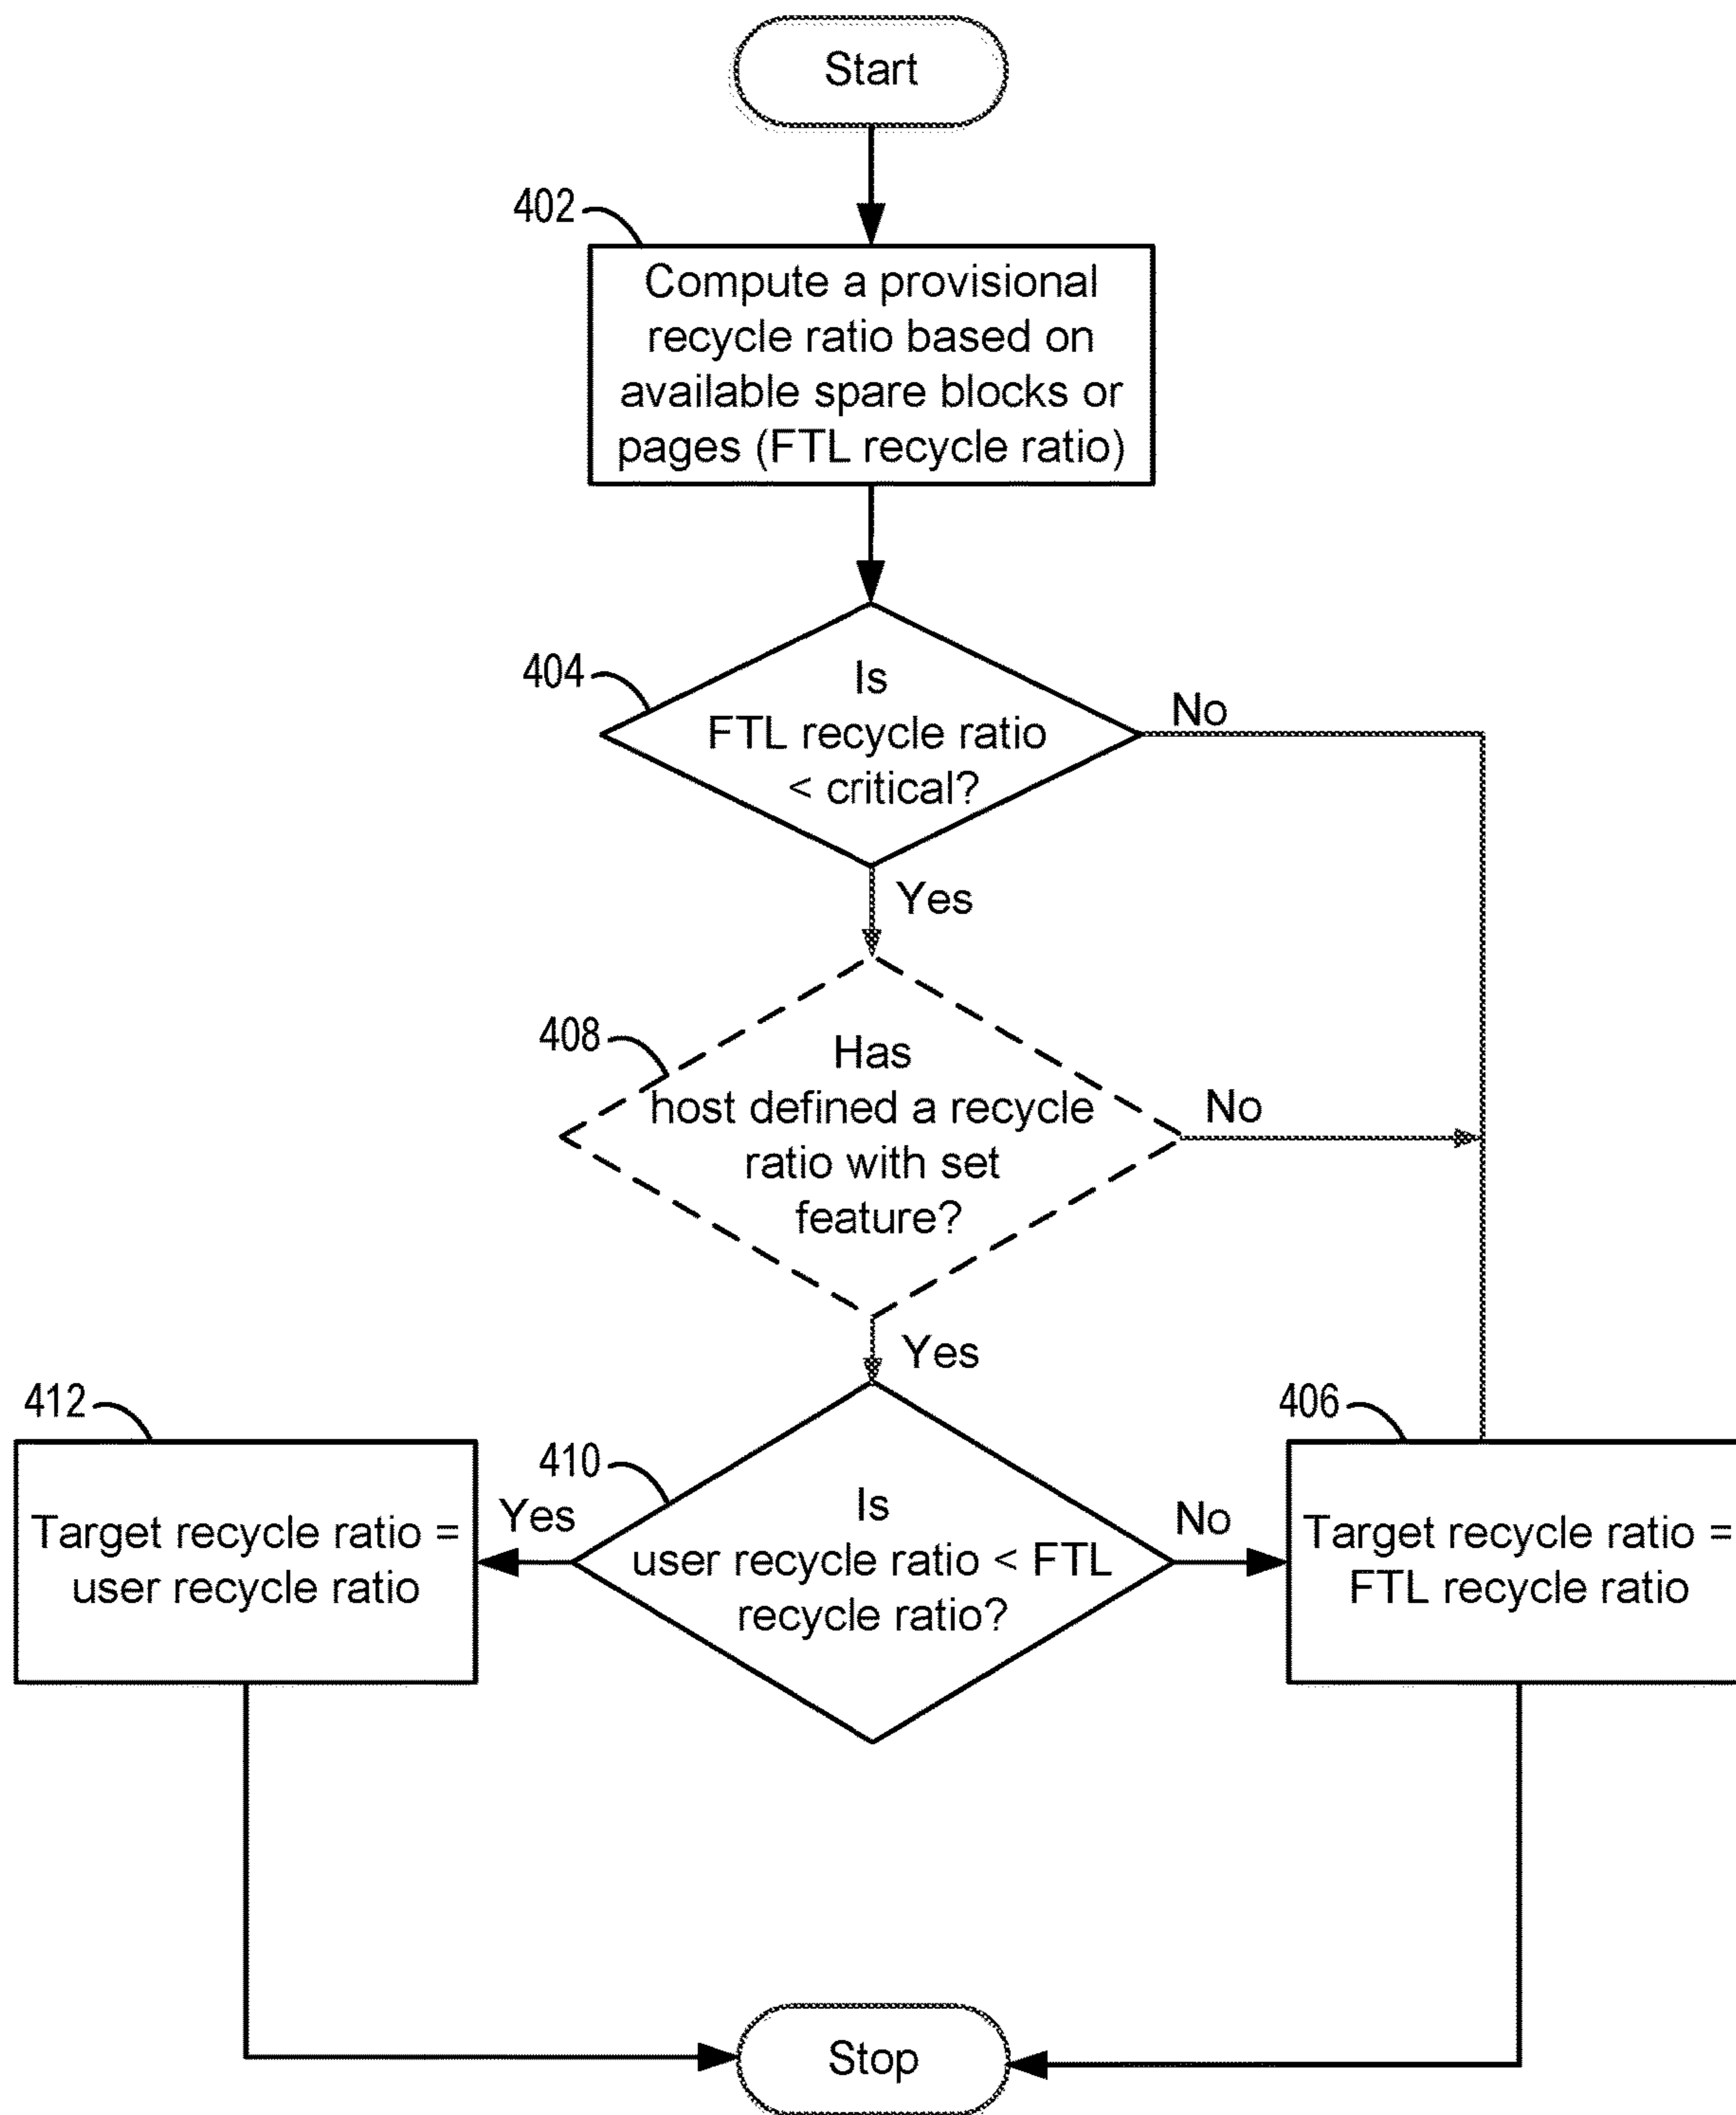 Start
402
Compute a provisional
recycle ratio based on
available spare blocks or
pages (FTL recycle ratio)
404
Is
FTL recycle ratio
< critical?
No
Yes
408
Has
host defined a recycle
ratio with set
feature?
No
Yes
412
Target recycle ratio =
user recycle ratio
410
Yes
Is
user recycle ratio < FTL
recycle ratio?
No
406
Target recycle ratio =
FTL recycle ratio
Stop